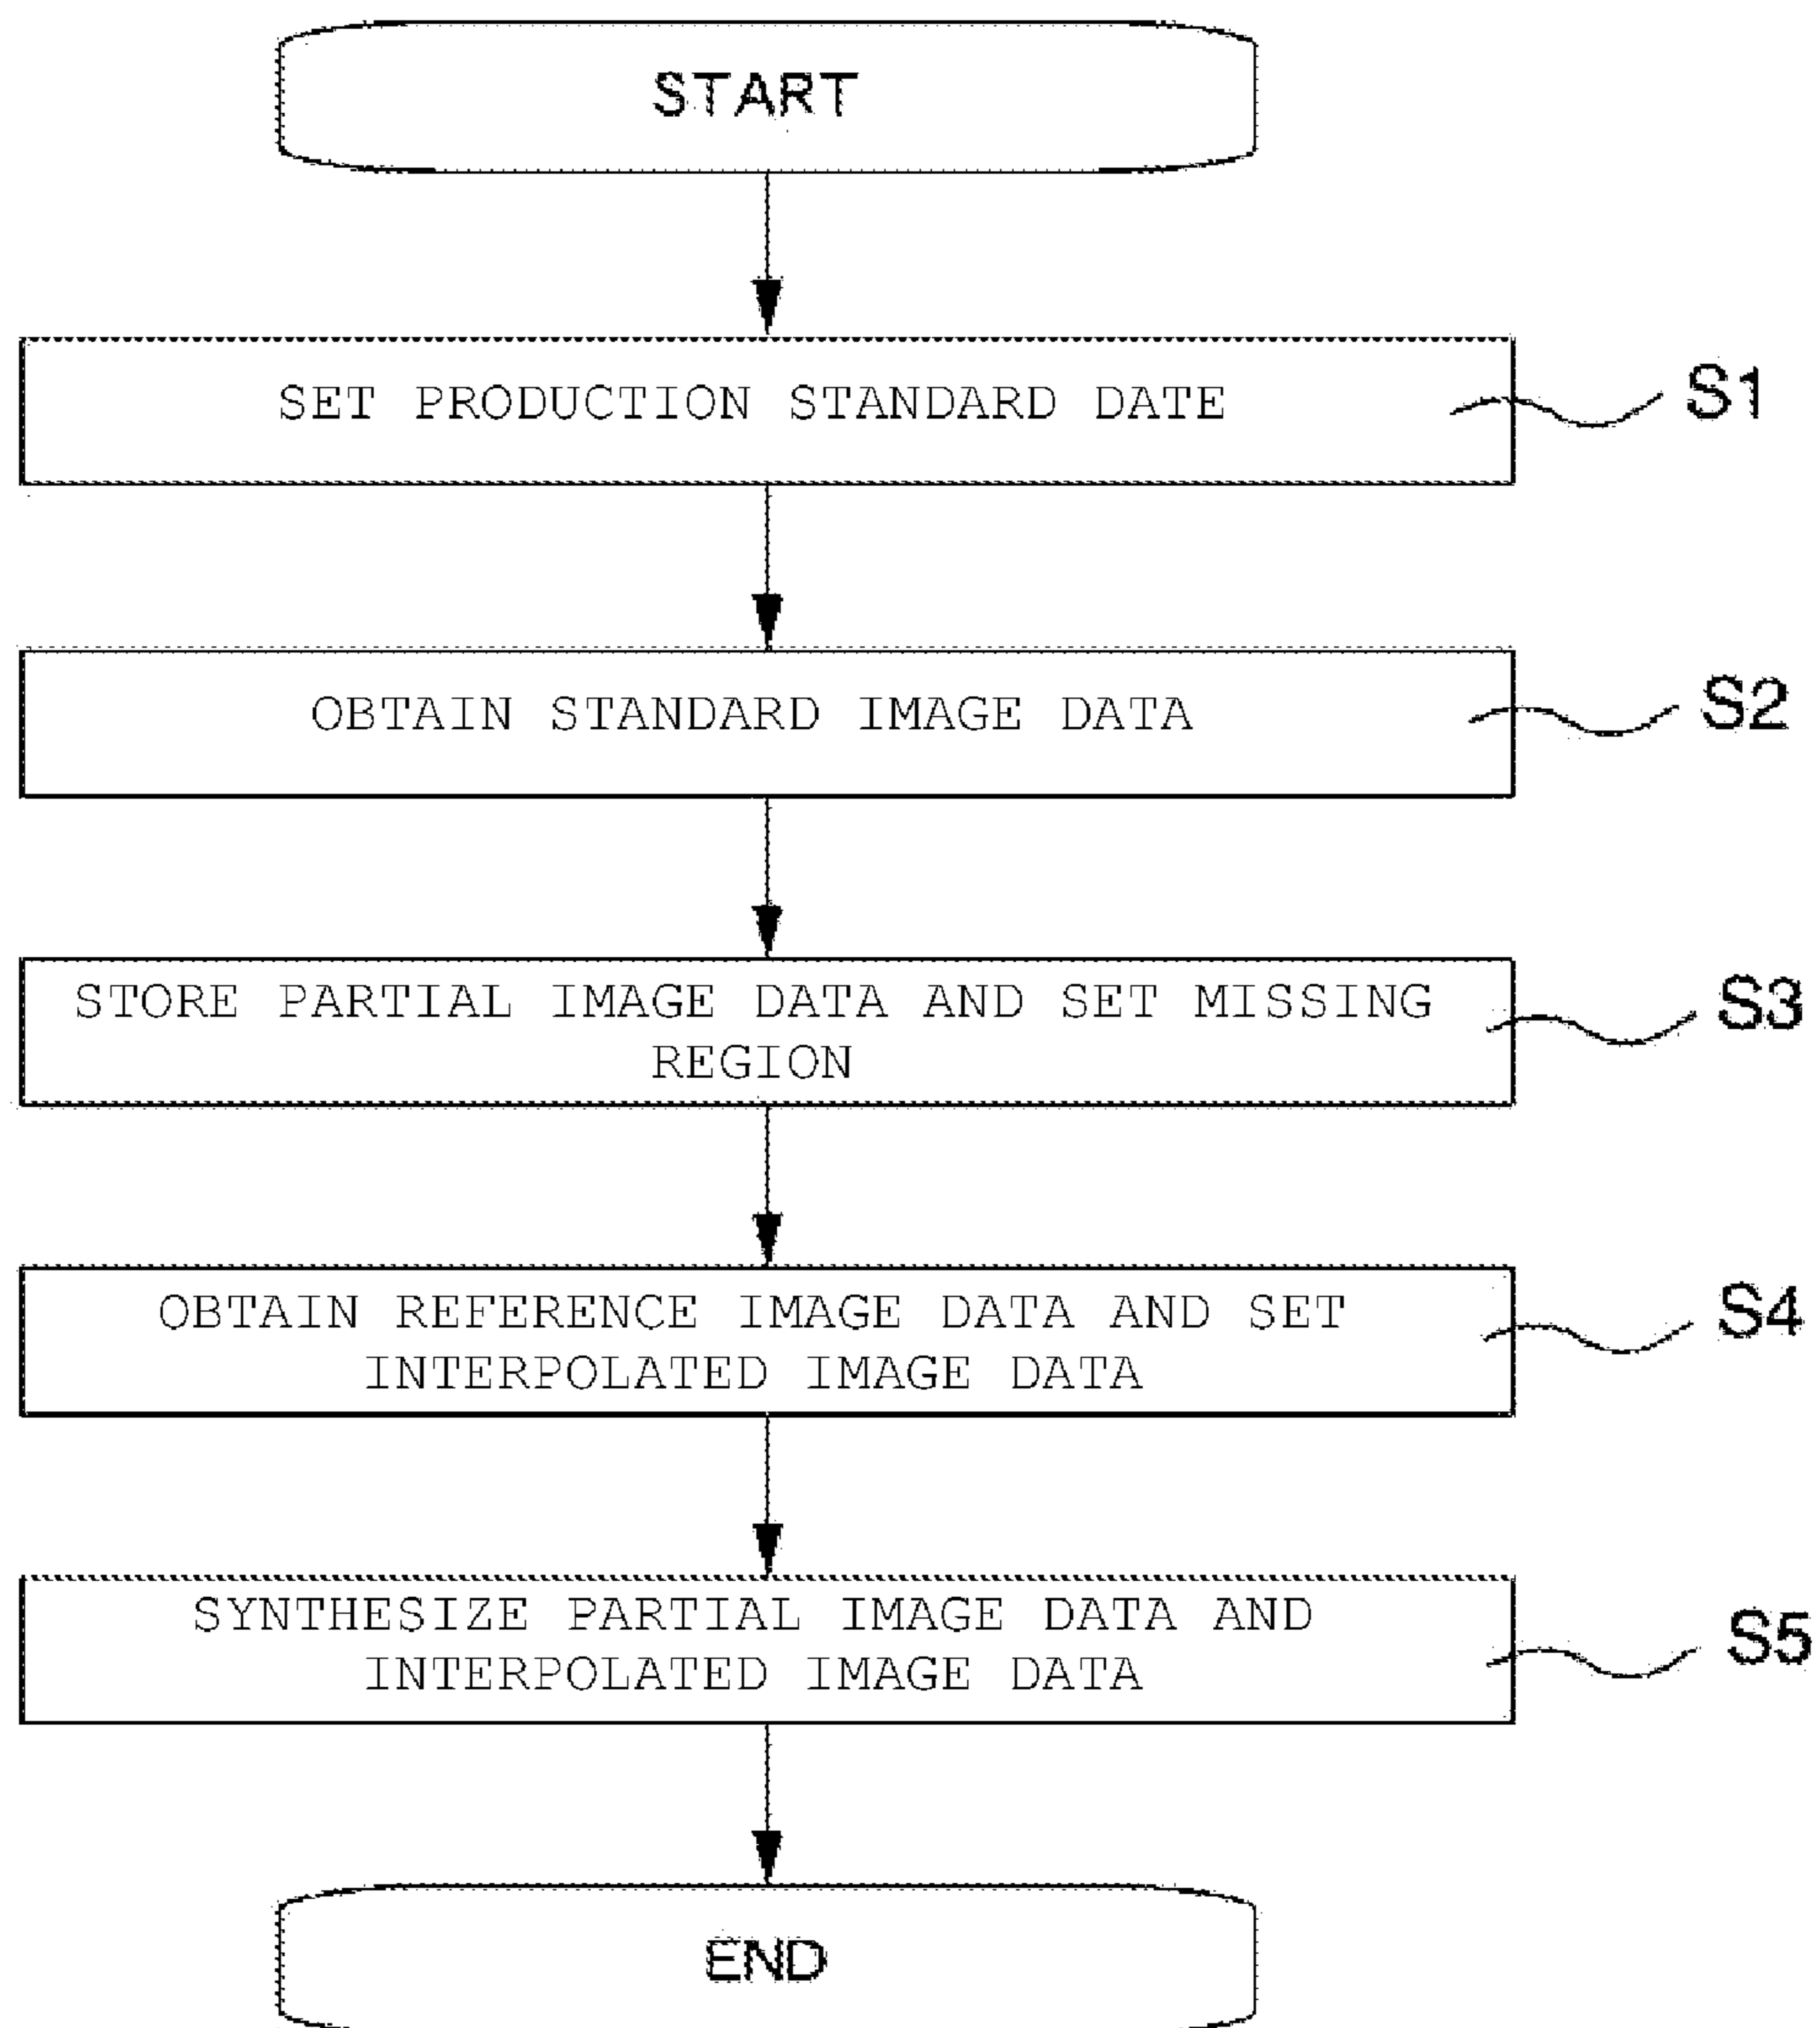 START
SET PRODUCTION STANDARD DATE
S1
OBTAIN STANDARD IMAGE DATA
S2
STORE PARTIAL IMAGE DATA AND SET MISSING
REGION
S3
OBTAIN REFERENCE IMAGE DATA AND SET
INTERPOLATED IMAGE DATA
S4
SYNTHESIZE PARTIAL IMAGE DATA AND
INTERPOLATED IMAGE DATA
S5
END